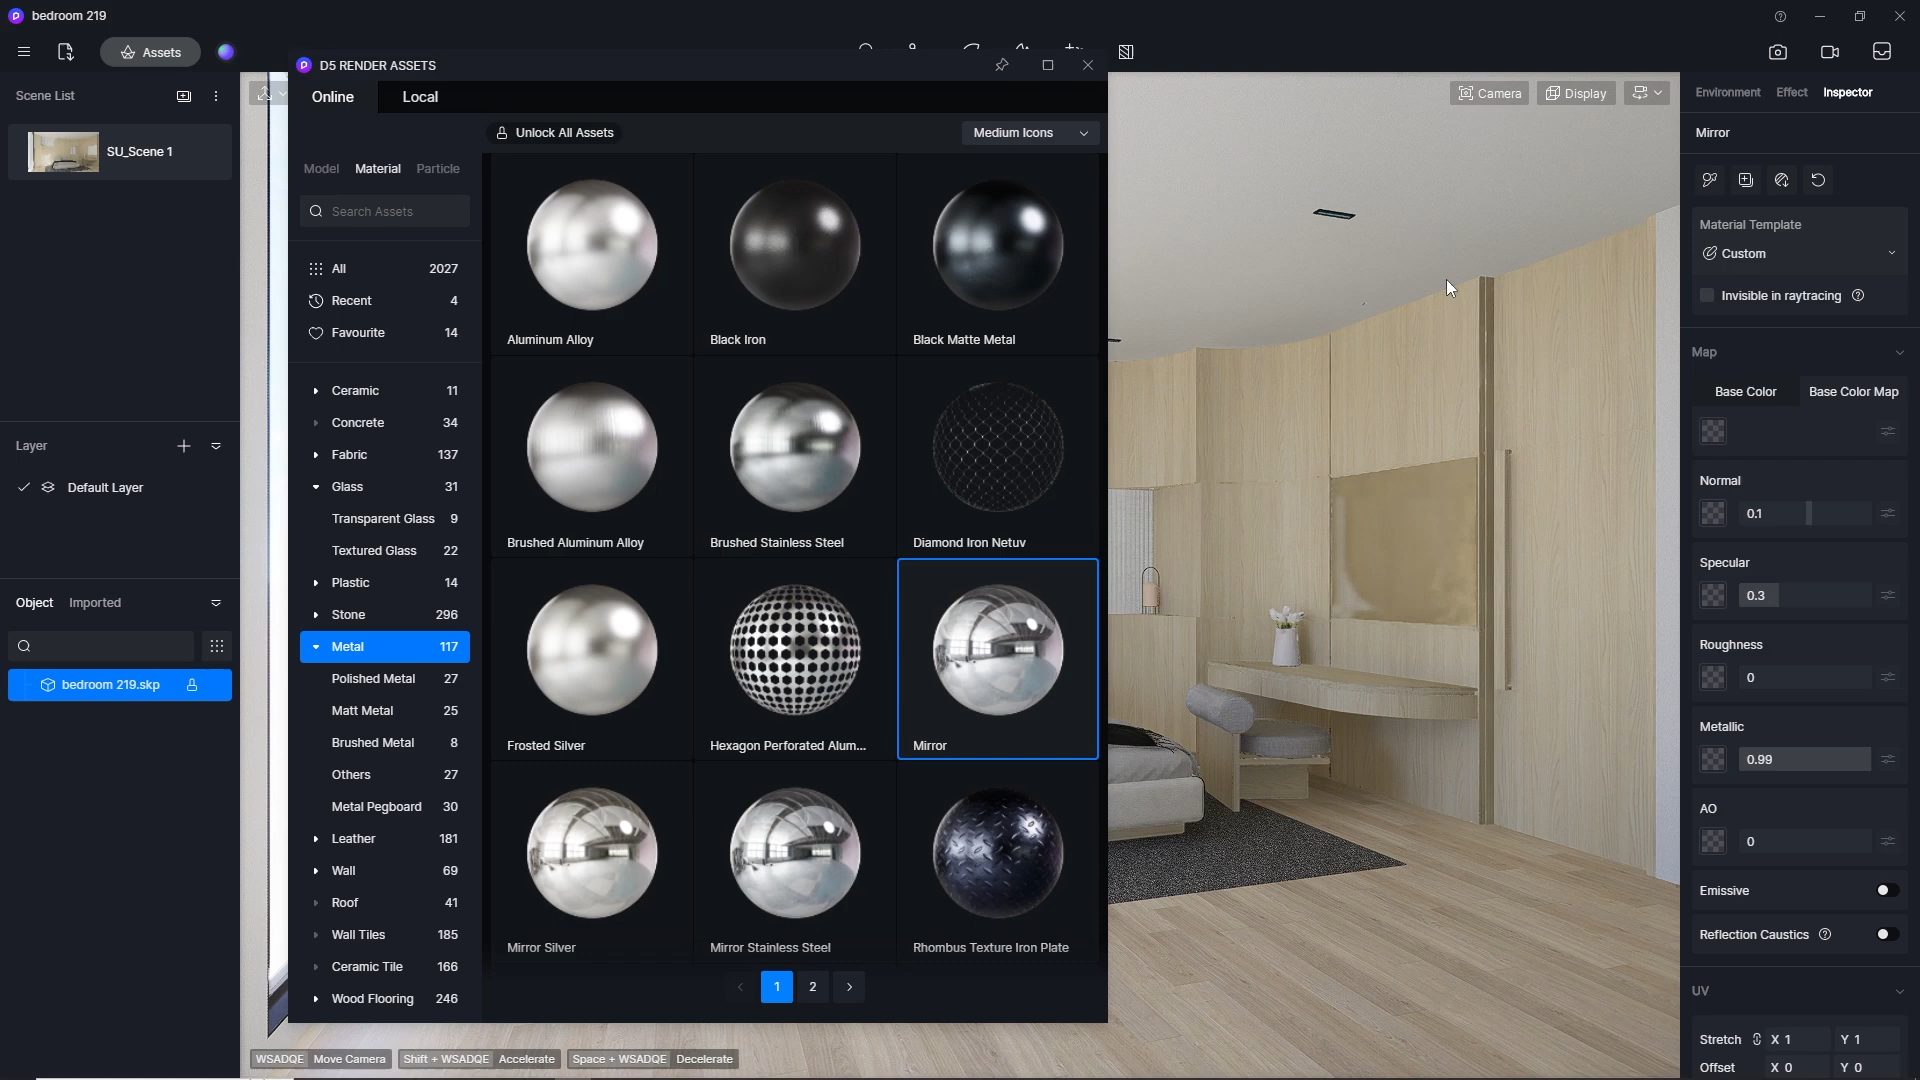 bedroom 219
Assets
D5 RENDER ASSETS
Online
Local
Unlock All Assets
Medium Icons
Model
Material
Particle
Search Assets
All 2027
Recent 4
Favourite 14
Ceramic 11
Concrete 34
Fabric 137
Glass 31
Transparent Glass 9
Textured Glass 22
Plastic 14
Stone 296
Metal 117
Polished Metal 27
Matt Metal 25
Brushed Metal 8
Others 27
Metal Pegboard 30
Leather 181
Wall 69
Roof 41
Wall Tiles 185
Ceramic Tile 166
Wood Flooring 246
Aluminum Alloy
Black Iron
Black Matte Metal
Brushed Aluminum Alloy
Brushed Stainless Steel
Diamond Iron Netuv
Frosted Silver
Hexagon Perforated Alum...
Mirror
Mirror Silver
Mirror Stainless Steel
Rhombus Texture Iron Plate
1
2
Scene List
SU_Scene 1
Layer
Default Layer
Object
Imported
bedroom 219.skp
WSADQE Move Camera
Shift + WSADQE Accelerate
Space + WSADQE Decelerate
Camera
Display
Environment
Effect
Inspector
Mirror
Material Template
Custom
Invisible in raytracing
Map
Base Color
Base Color Map
Normal
0.1
Specular
0.3
Roughness
0
Metallic
0.99
AO
0
Emissive
Reflection Caustics
UV
Stretch X 1 Y 1
Offset X 0 Y 0